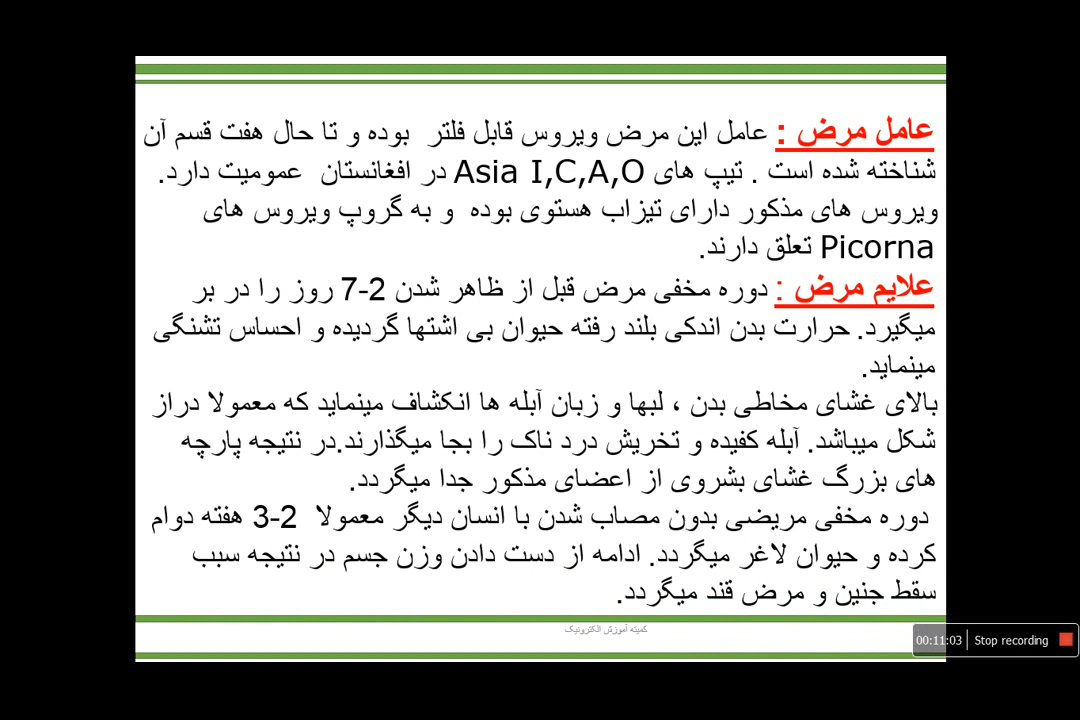 عامل مرض : عامل این مرض ویروس قابل فلتر بوده و تا حال هفت قسم آن
شناخته شده است . تیپ های Asia I,C,A,O در افغانستان عمومیت دارد.
ویروس های مذکور دارای تیزاب هستوی بوده و به گروپ ویروس های
Picorna تعلق دارند.
علایم مرض : دوره مخفی مرض قبل از ظاهر شدن 2-7 روز را در بر
میگیرد. حرارت بدن اندکی بلند رفته حیوان بی اشتها گردیده و احساس تشنگی
مینماید.
بالای غشای مخاطی بدن ، لبها و زبان آبله ها انکشاف مینماید که معمولا دراز
شکل میباشد. آبله کفیده و تخریش درد ناک را بجا میگذارند.در نتیجه پارچه
های بزرگ غشای بشروی از اعضای مذکور جدا میگردد.
دوره مخفی مریضی بدون مصاب شدن با انسان دیگر معمولا 2-3 هفته دوام
کرده و حیوان لاغر میگردد. ادامه از دست دادن وزن جسم در نتیجه سبب
سقط جنین و مرض قند میگردد.
کمیته آموزش الکترونیک
00:11:03 Stop recording